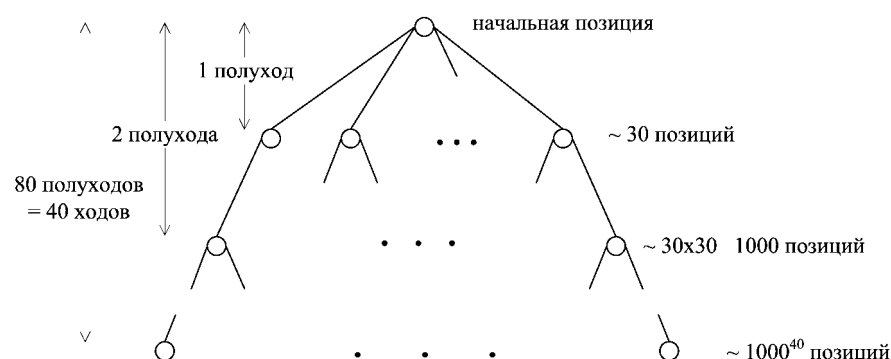 начальная позиция
1 полуход
2 полухода
~ 30 позиций
80 полуходов
= 40 ходов
~ 30x30 1000 позиций
~ 1000⁴⁰ позиций